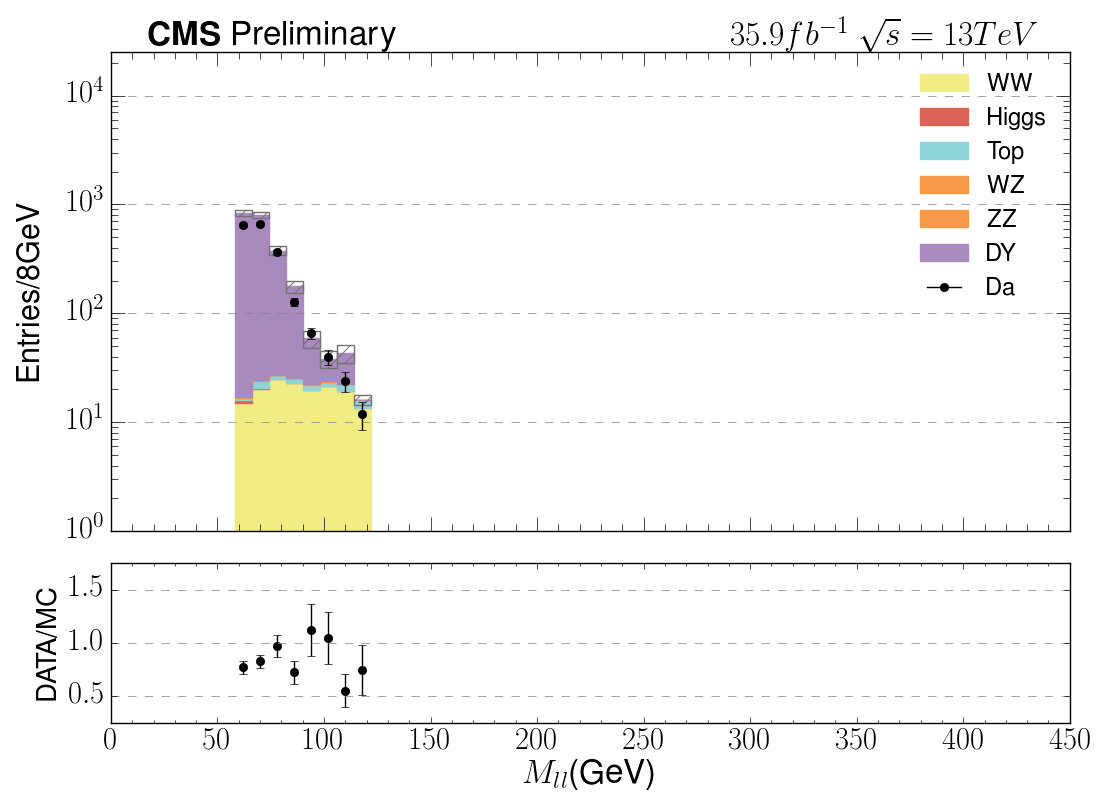 CMS Preliminary
35.9fb⁻¹ √s = 13TeV
Entries/8GeV
10⁴
10³
10²
10¹
10⁰
WW
Higgs
Top
WZ
ZZ
DY
Da
DATA/MC
1.5
1.0
0.5
0 50 100 150 200 250 300 350 400 450
M_ll(GeV)